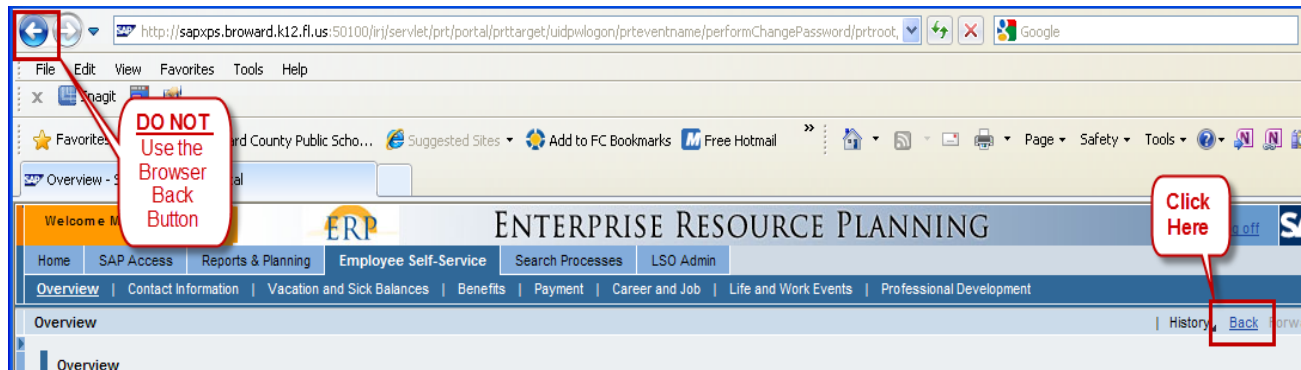 http://sapxps.broward.k12.fl.us:50100/irj/servlet/prt/portal/prttarget/uidpwlogon/prteventname/performChangePassword/prtroot, Google
File Edit View Favorites Tools Help
x Snagit
Favorites ard County Public Scho... Suggested Sites Add to FC Bookmarks Free Hotmail » Page Safety Tools
Overview - S al
DO NOT
Use the
Browser
Back
Button
Click
Here
Welcome M ERP ENTERPRISE RESOURCE PLANNING off
Home SAP Access Reports & Planning Employee Self-Service Search Processes LSO Admin
Overview | Contact Information | Vacation and Sick Balances | Benefits | Payment | Career and Job | Life and Work Events | Professional Development
Overview | History Back Forw
Overview